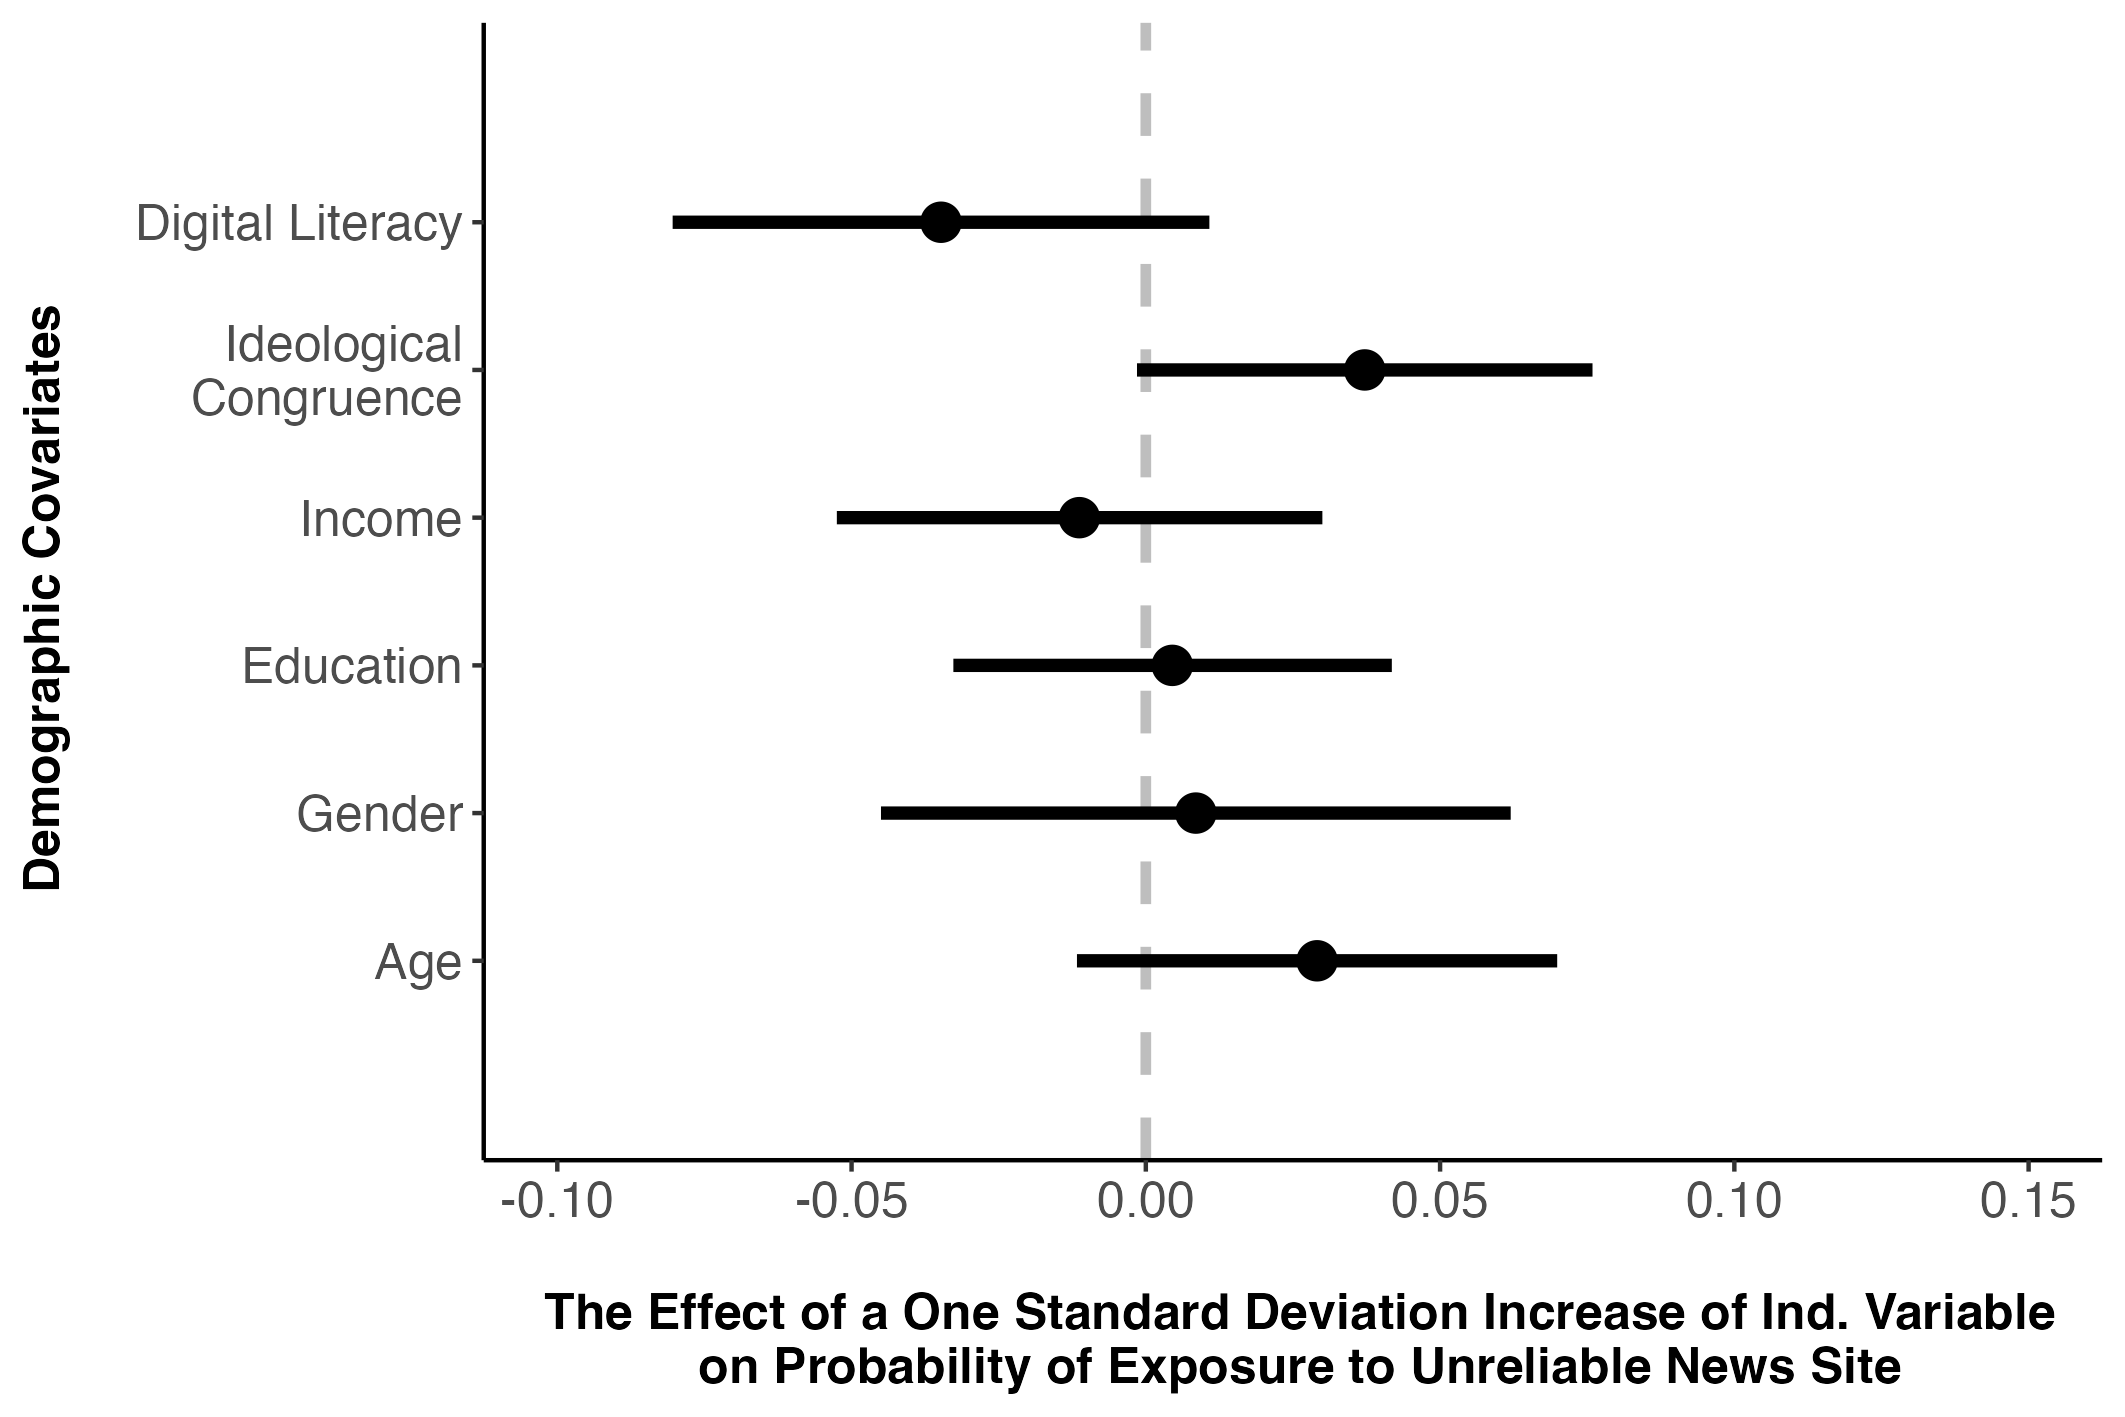 Demographic Covariates
Digital Literacy
Ideological
Congruence
Income
Education
Gender
Age
-0.10 -0.05 0.00 0.05 0.10 0.15
The Effect of a One Standard Deviation Increase of Ind. Variable
on Probability of Exposure to Unreliable News Site